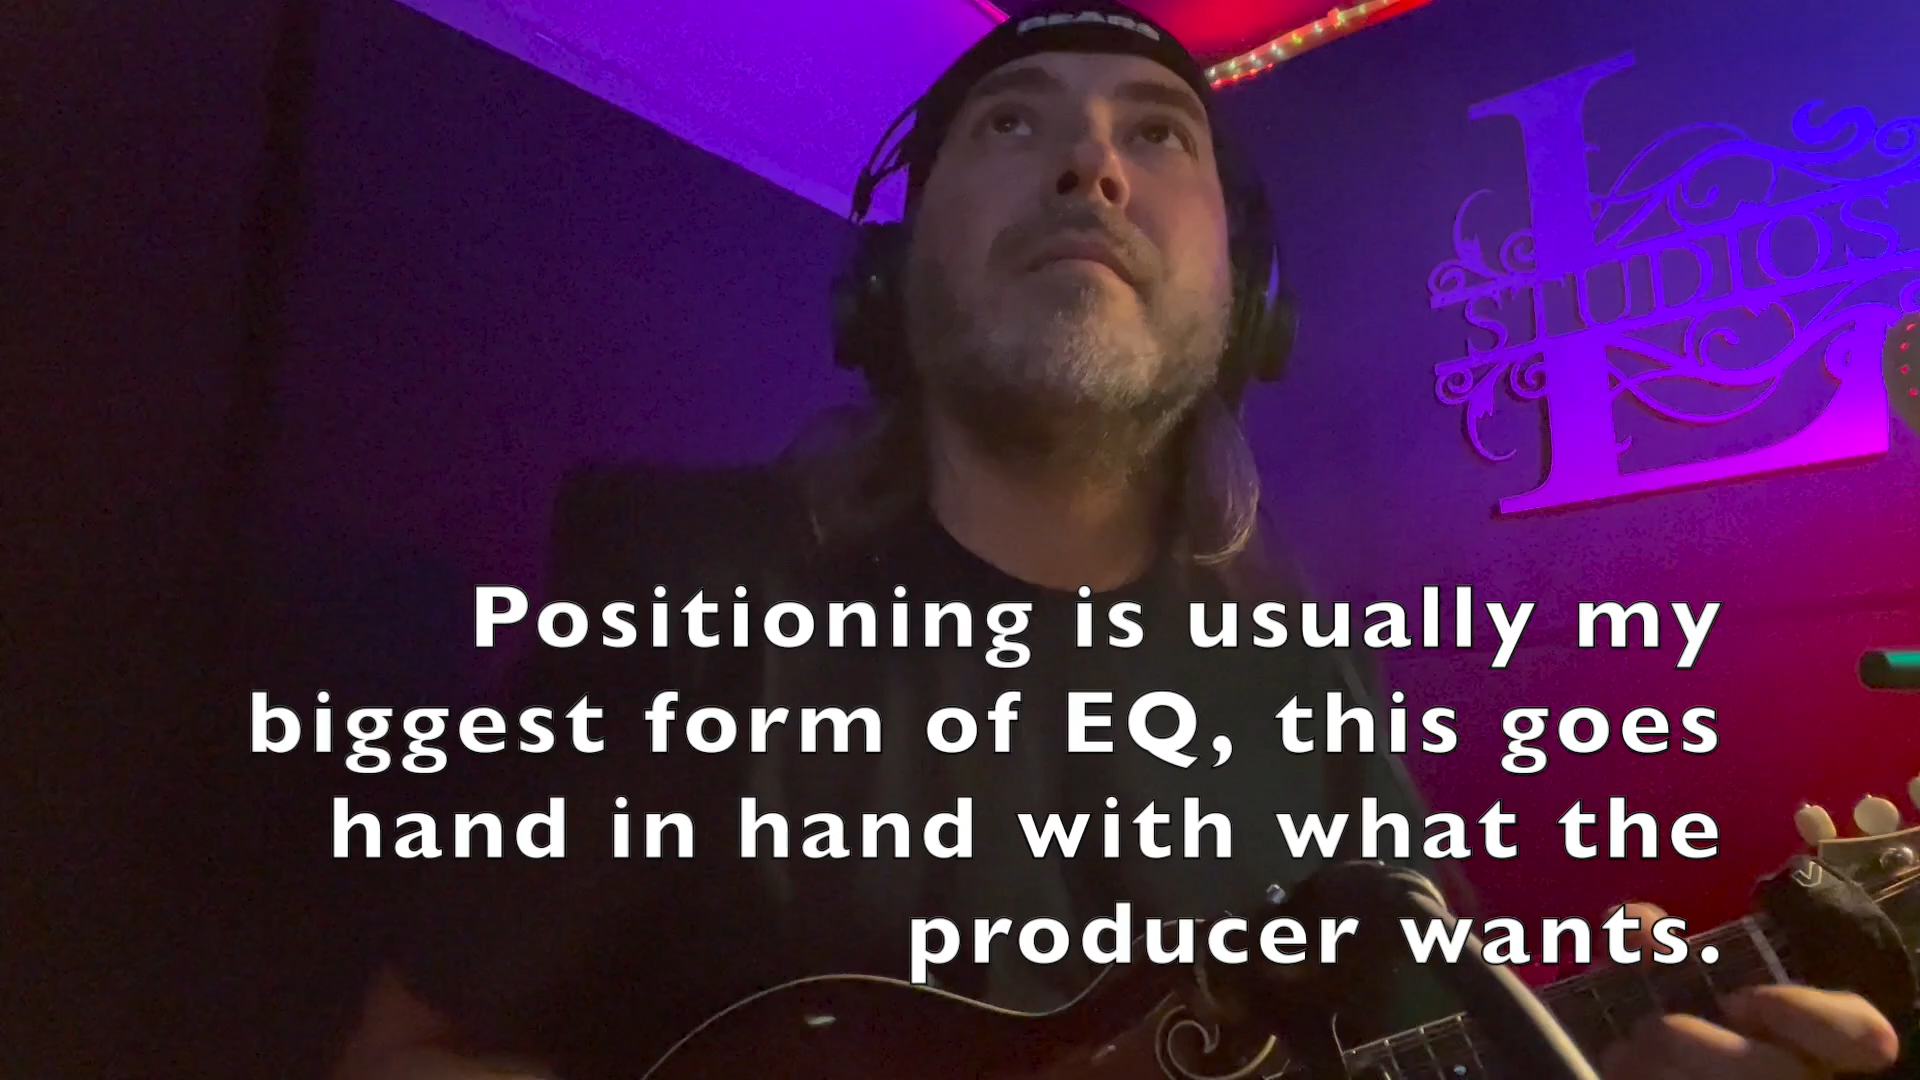 BEARS
STUDIOS
L
Positioning is usually my
biggest form of EQ, this goes
hand in hand with what the
producer wants.